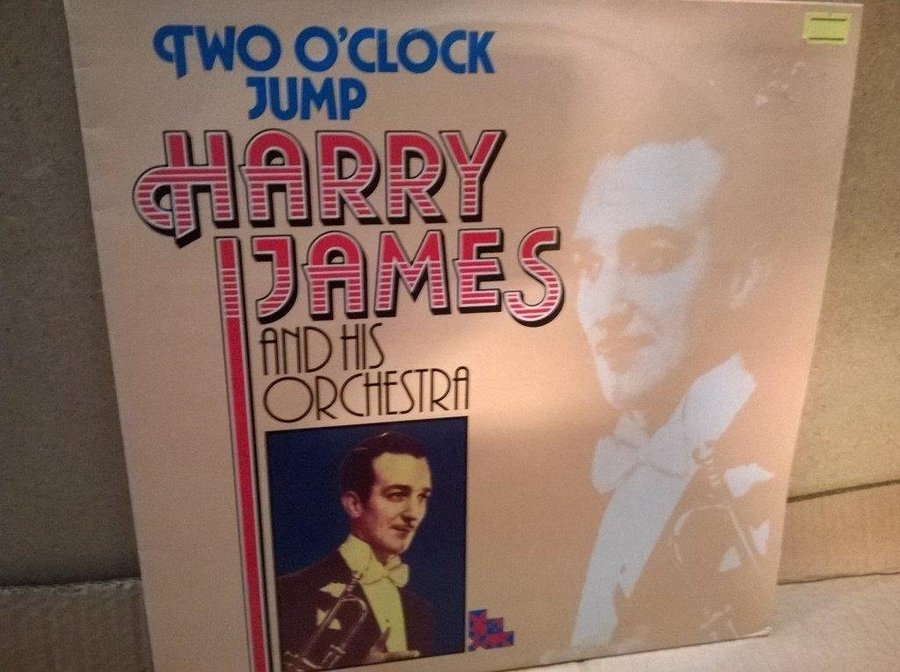 TWO O'CLOCK
JUMP
HARRY
JAMES
AND HIS
ORCHESTRA